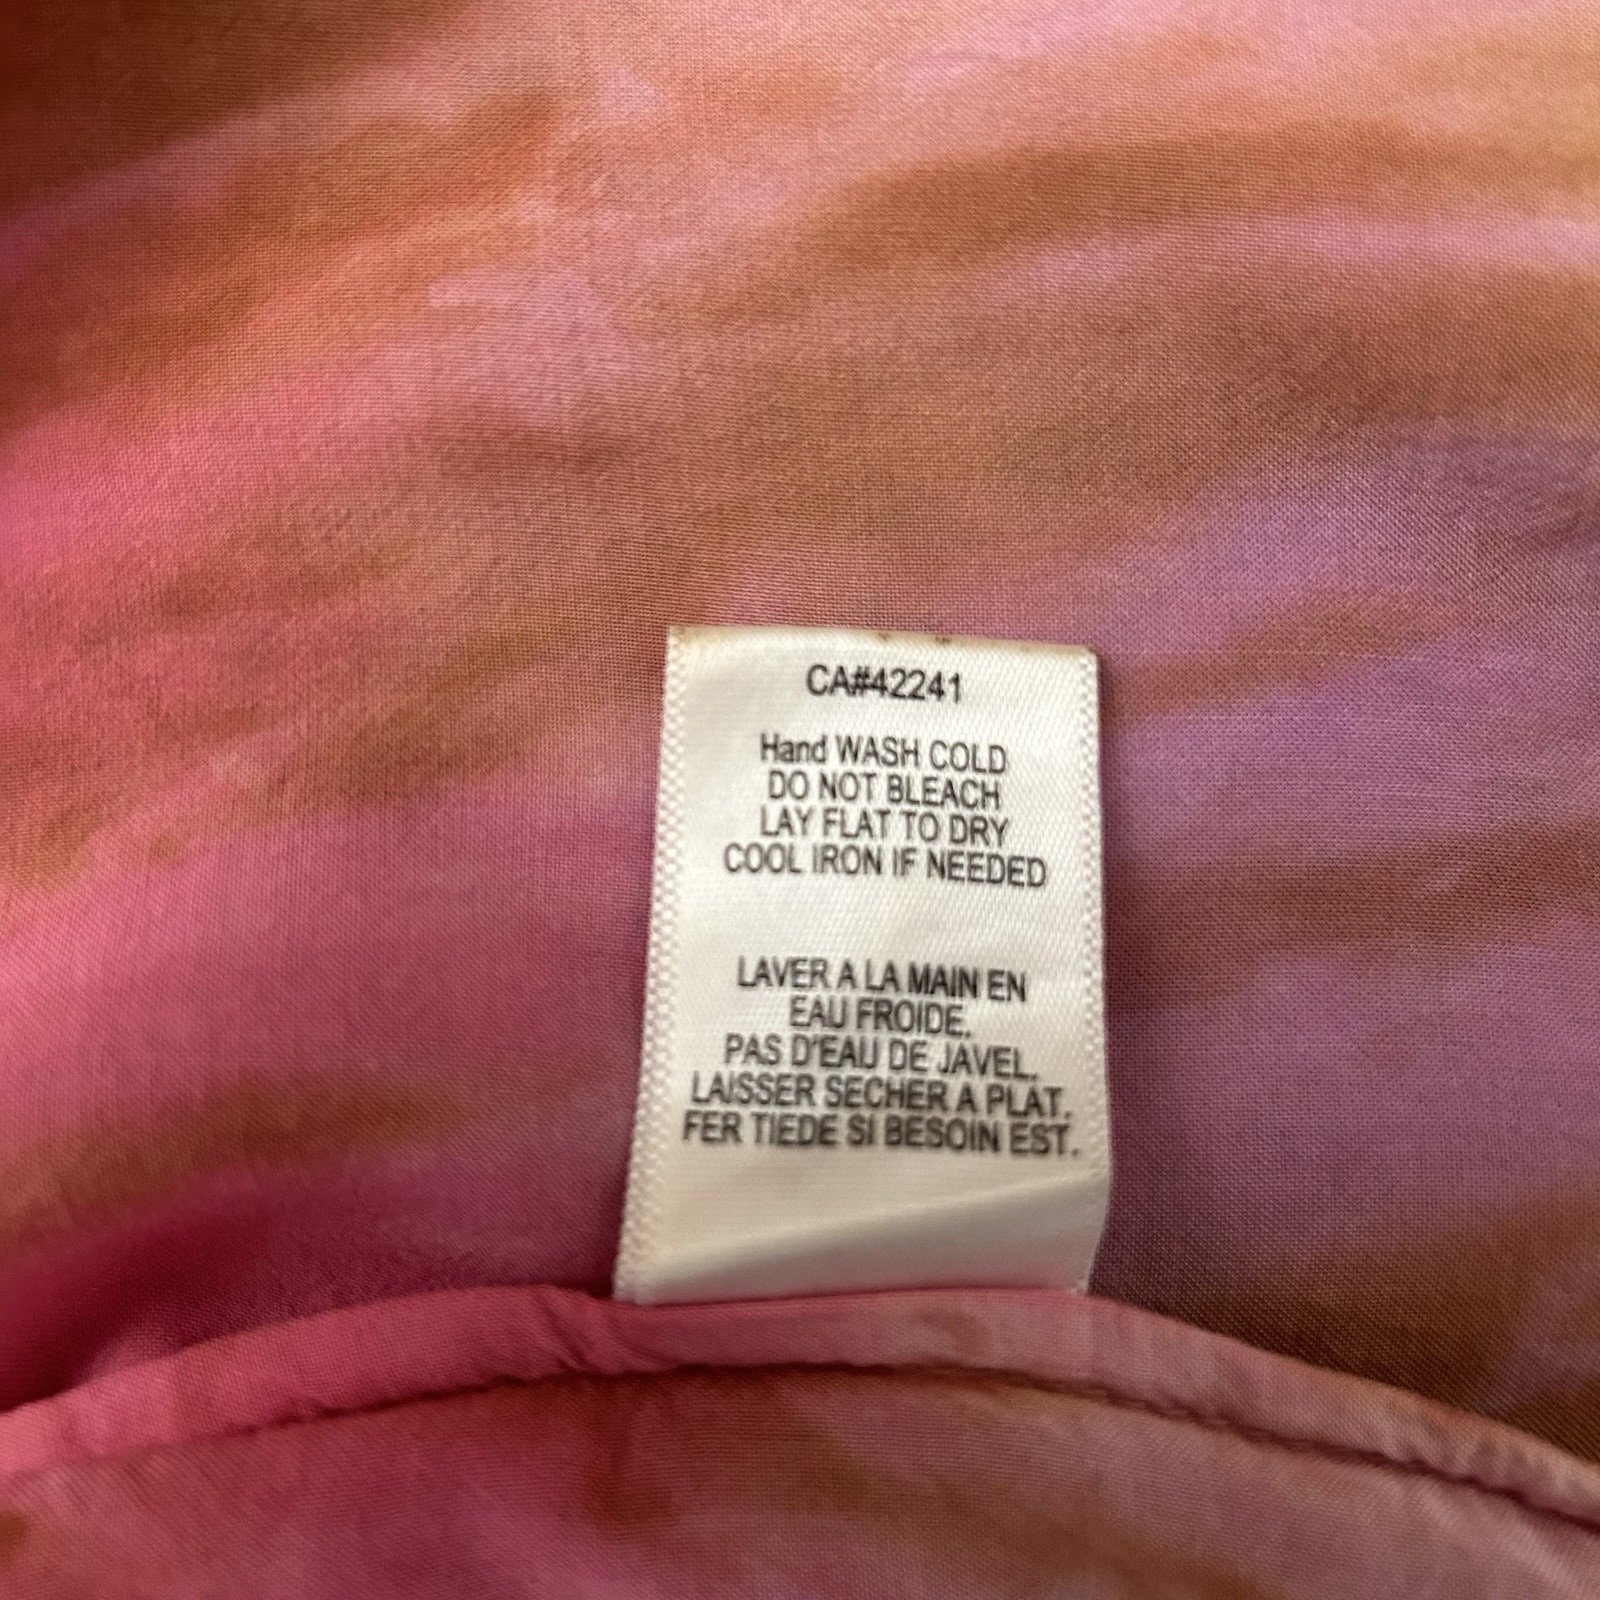 CA#42241
Hand WASH COLD
DO NOT BLEACH
LAY FLAT TO DRY
COOL IRON IF NEEDED
LAVER A LA MAIN EN
EAU FROIDE.
PAS D'EAU DE JAVEL.
LAISSER SECHER A PLAT.
FER TIEDE SI BESOIN EST.